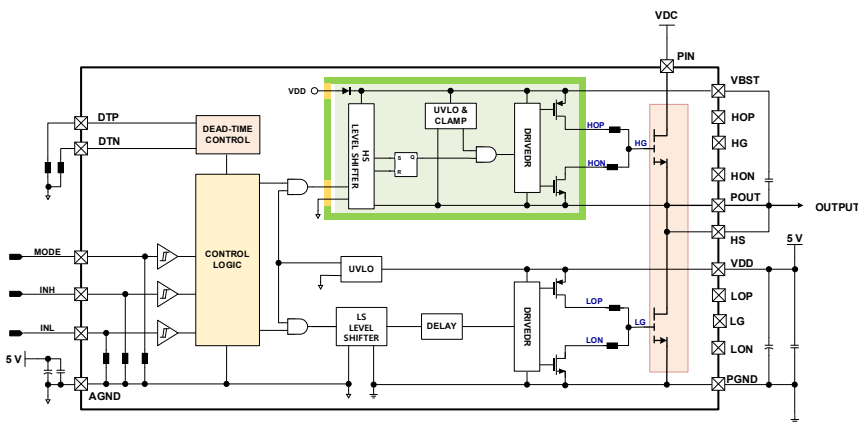 VDC
PIN
VBST
VDD
UVLO &
CLAMP
HOP
DTP
DEAD-TIME
CONTROL
HS
LEVEL SHIFTER
DRIVEDR
HOP
HG
HG
DTN
S
Q
R
HON
HON
POUT
OUTPUT
CONTROL
LOGIC
HS
5 V
MODE
UVLO
VDD
INH
LOP
LOP
LS
LEVEL
SHIFTER
DELAY
DRIVEDR
LG
LG
INL
LON
LON
5 V
AGND
PGND